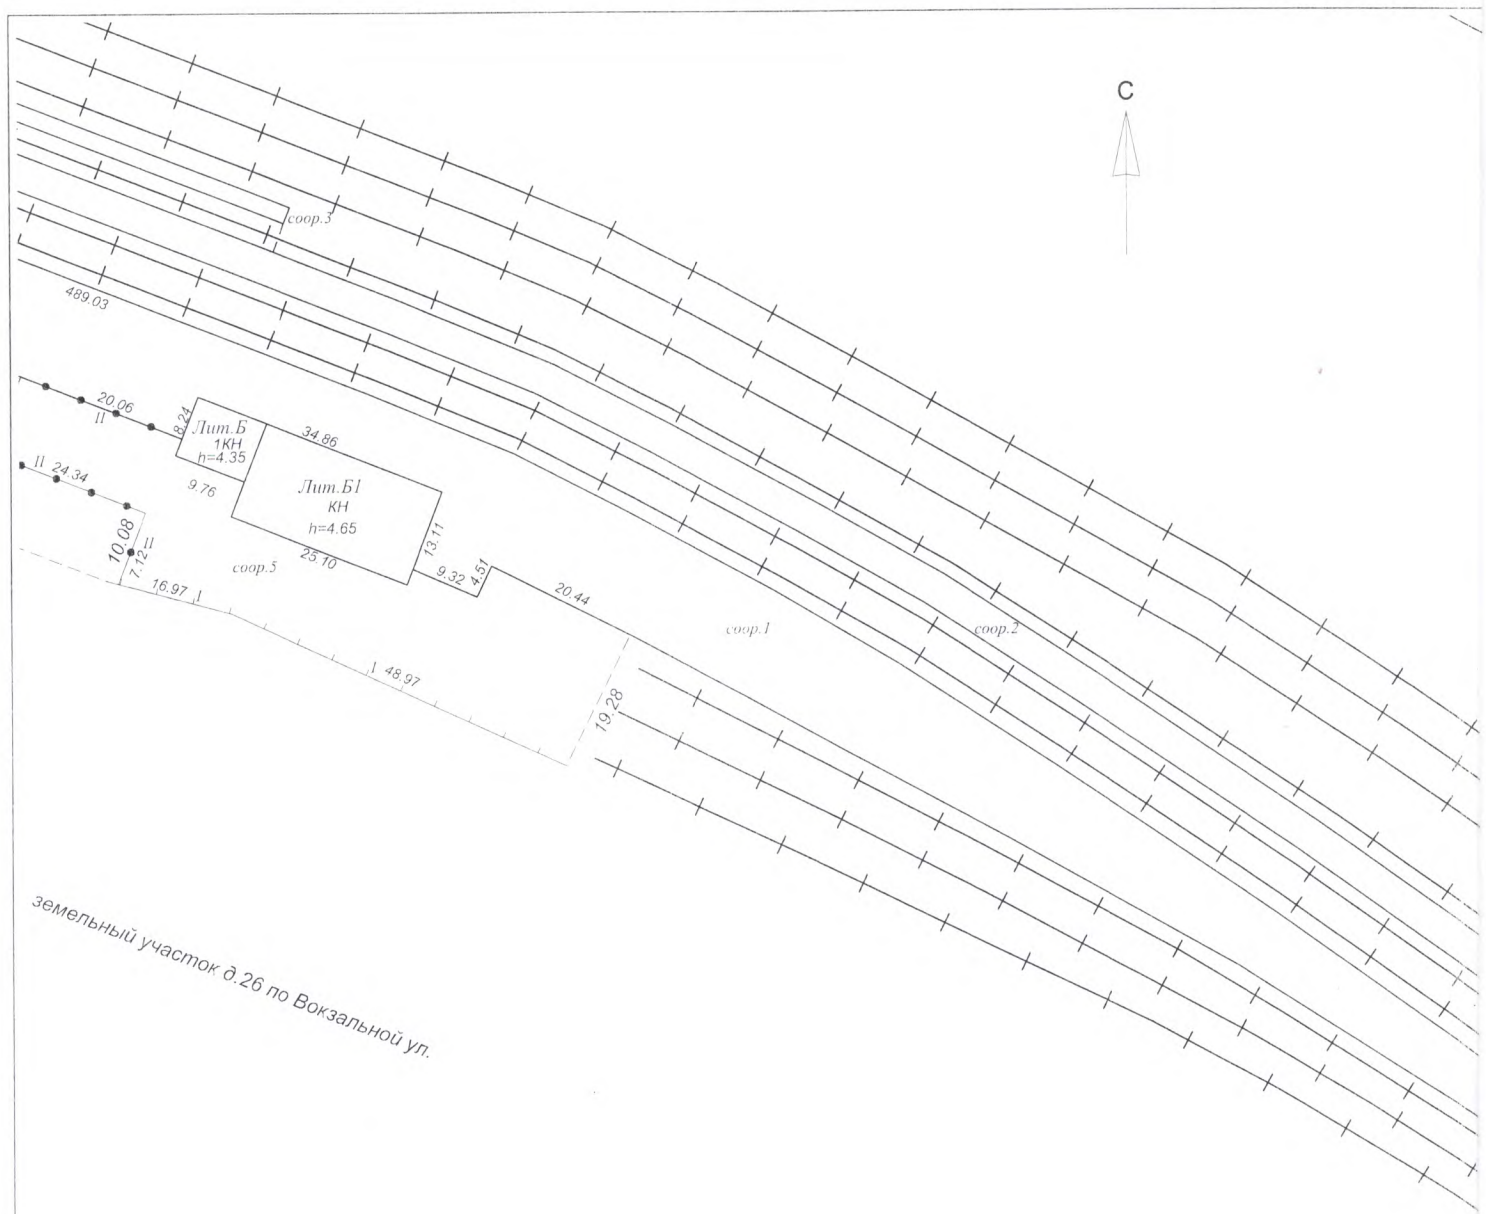 С
соор.3
489.03
20.06
II
8.24
Лит.Б
1КН
h=4.35
34.86
II
24.34
9.76
Лит.Б1
КН
h=4.65
10.08
II
7.12
13.11
25.10
соор.5
9.32
4.51
16.97
I
20.44
соор.1
соор.2
I
48.97
19.28
земельный участок д.26 по Вокзальной ул.